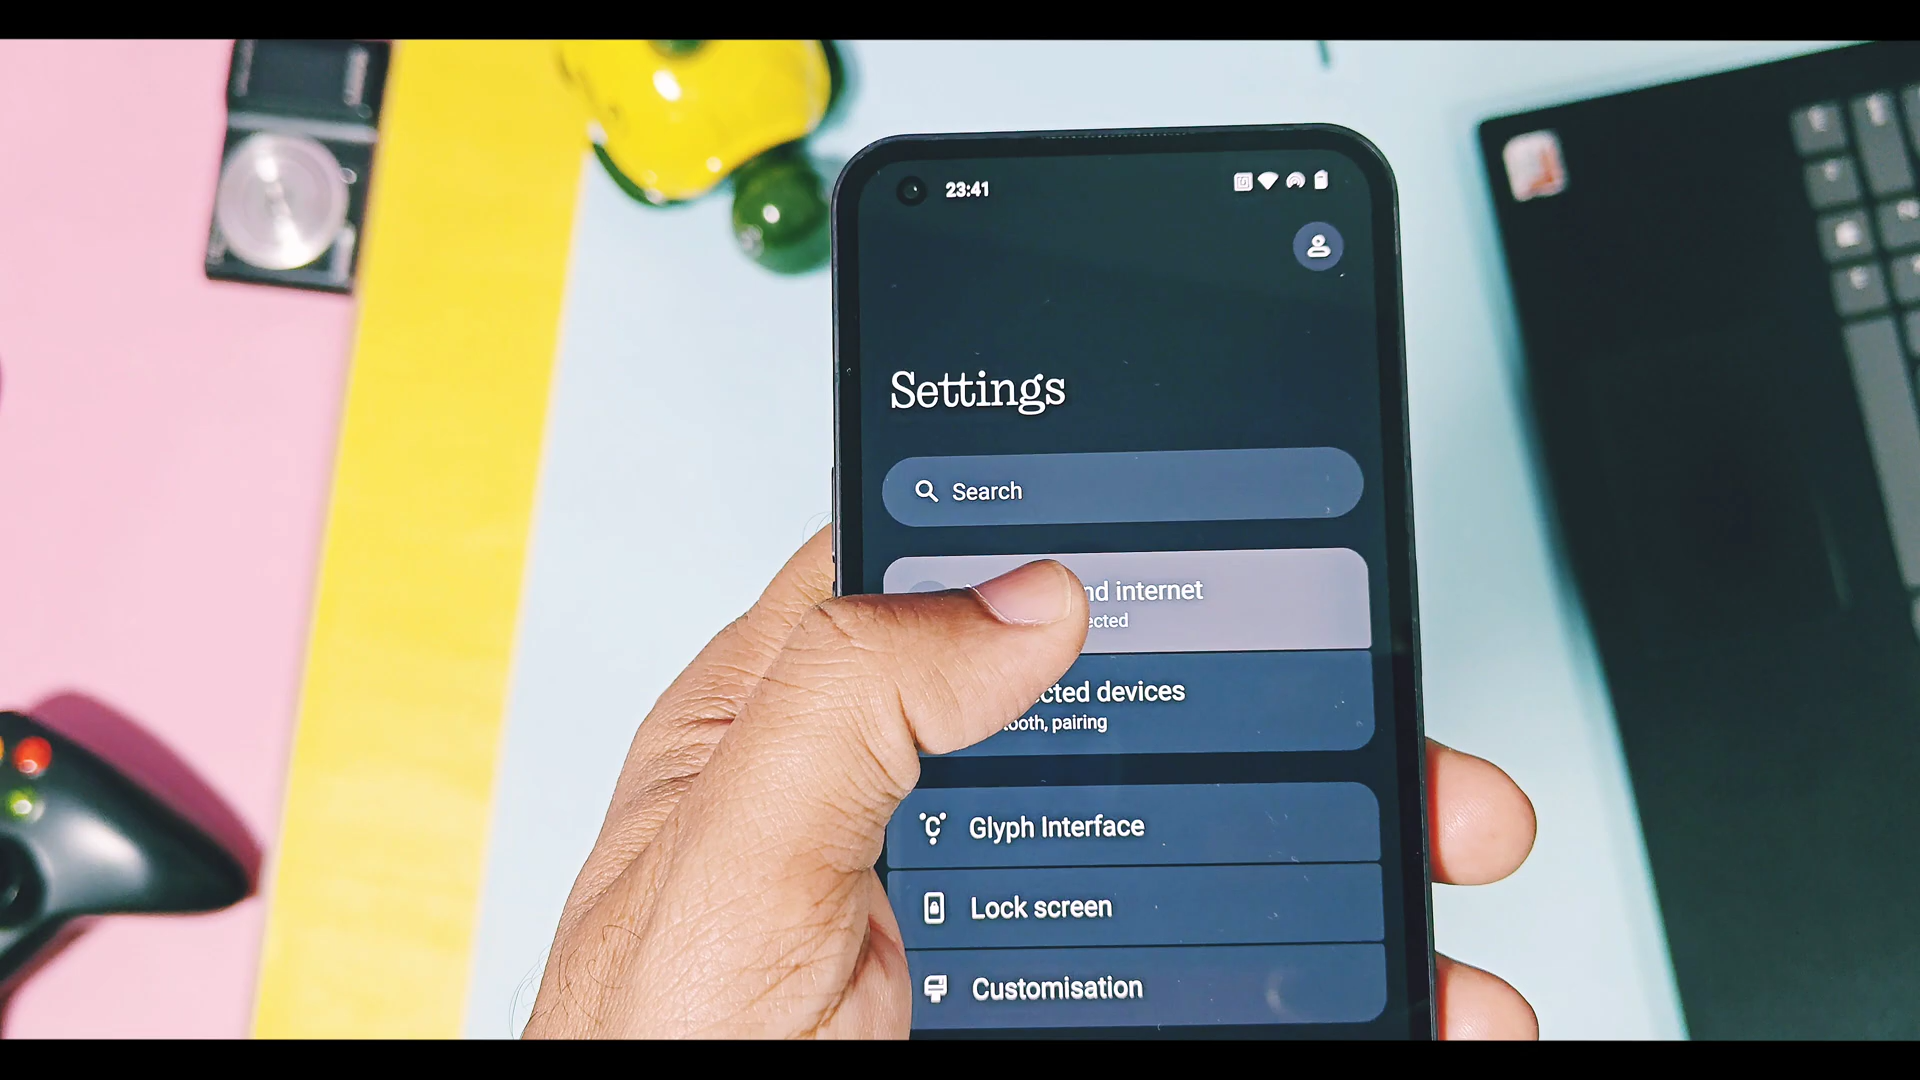 23:41
Settings
Search
nd internet
ected
cted devices
ooth, pairing
Glyph Interface
Lock screen
Customisation